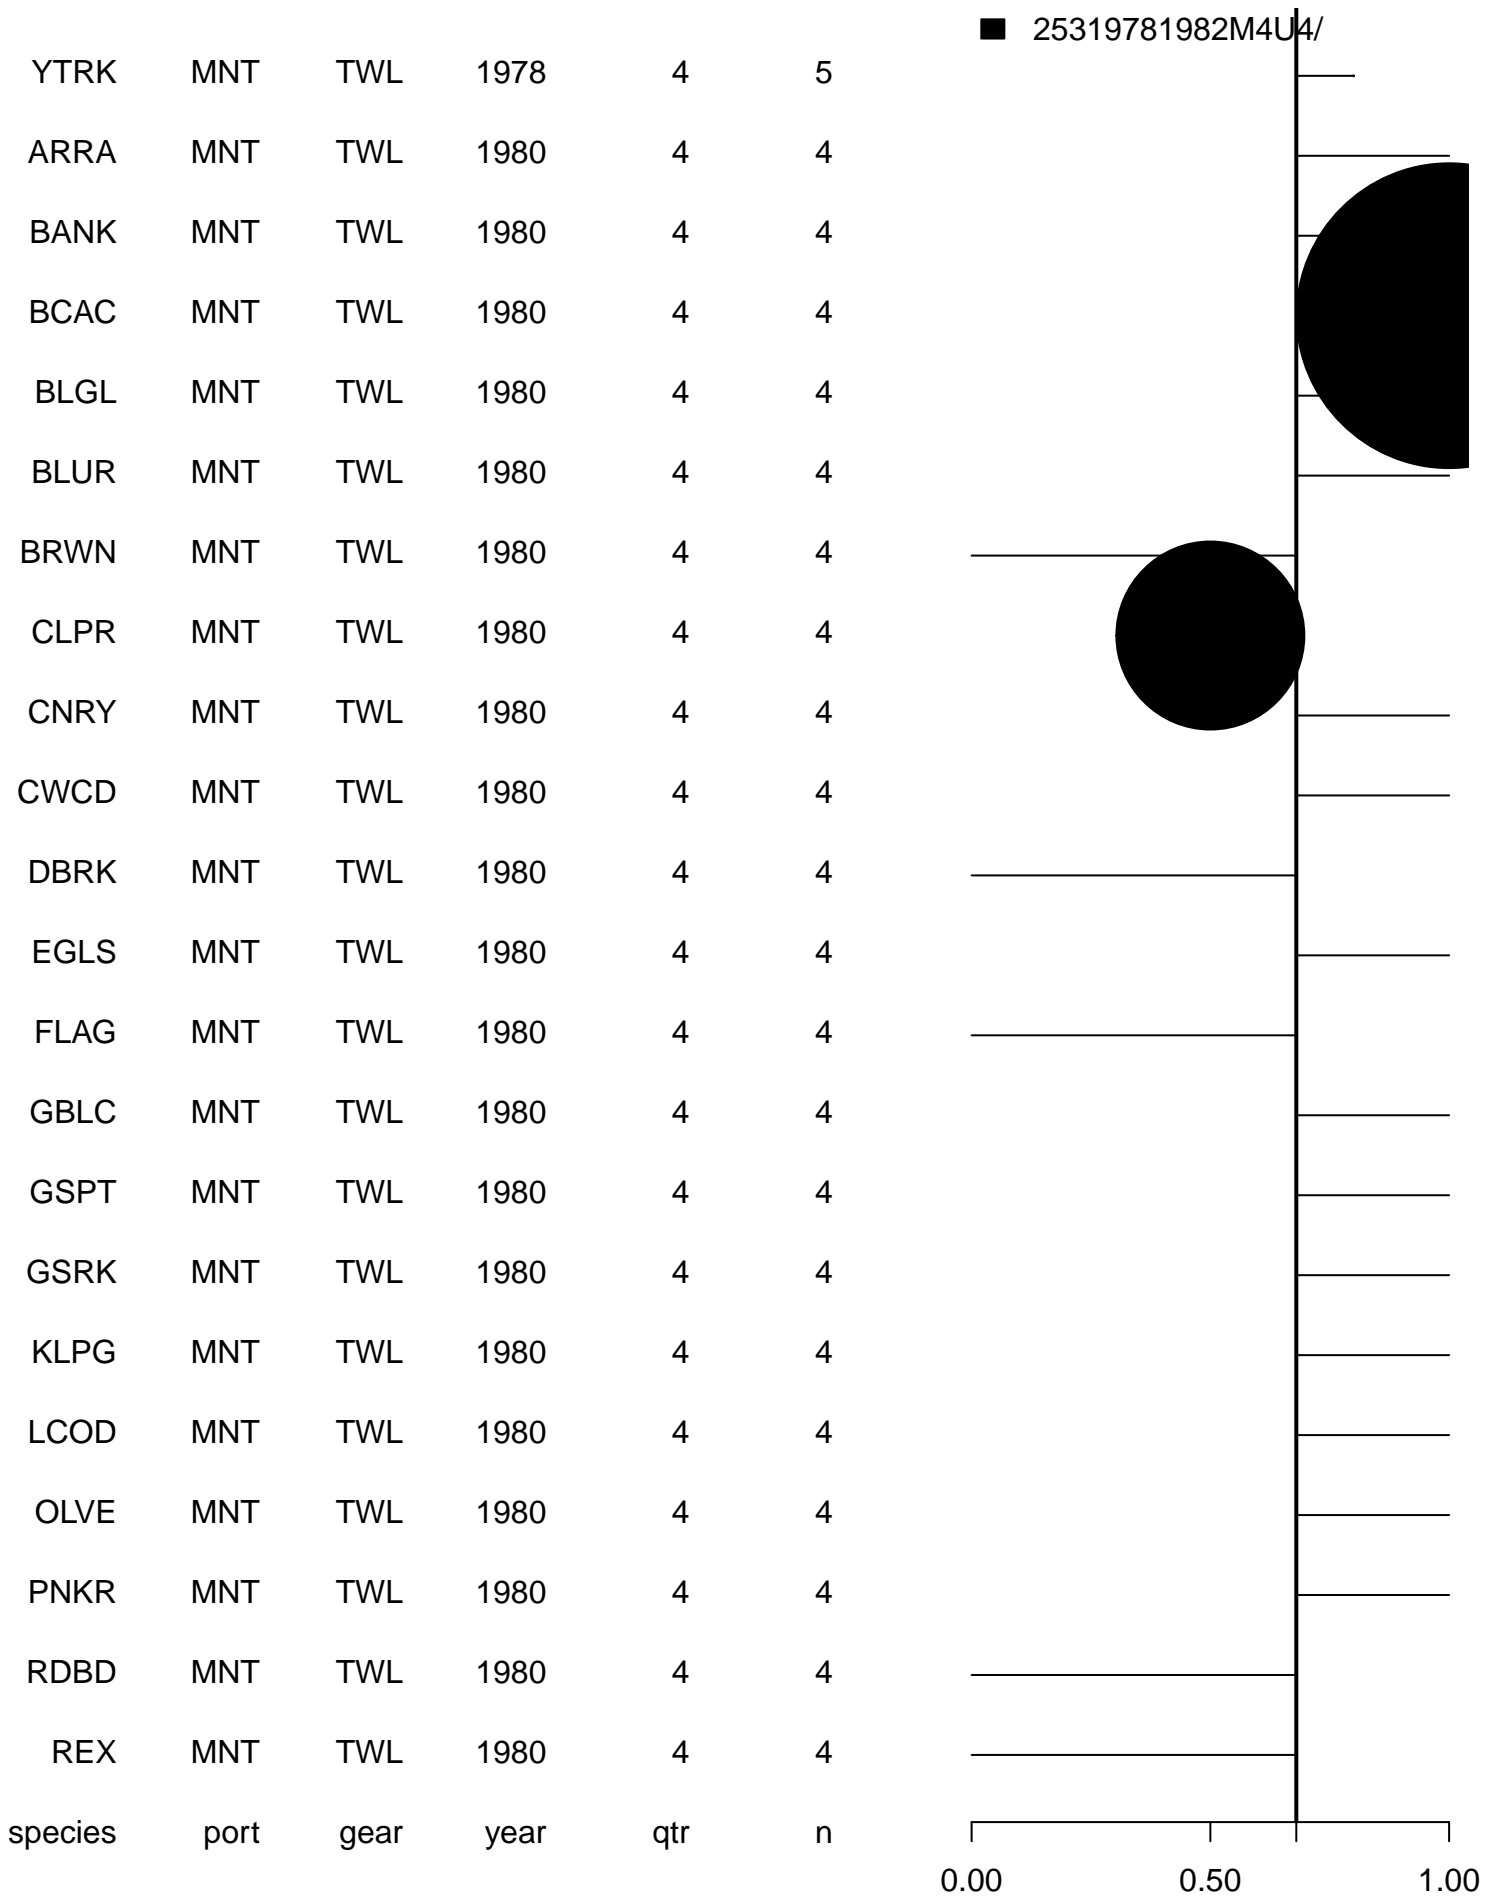 25319781982M4U4/
YTRK MNT TWL 1978 4 5
ARRA MNT TWL 1980 4 4
BANK MNT TWL 1980 4 4
BCAC MNT TWL 1980 4 4
BLGL MNT TWL 1980 4 4
BLUR MNT TWL 1980 4 4
BRWN MNT TWL 1980 4 4
CLPR MNT TWL 1980 4 4
CNRY MNT TWL 1980 4 4
CWCD MNT TWL 1980 4 4
DBRK MNT TWL 1980 4 4
EGLS MNT TWL 1980 4 4
FLAG MNT TWL 1980 4 4
GBLC MNT TWL 1980 4 4
GSPT MNT TWL 1980 4 4
GSRK MNT TWL 1980 4 4
KLPG MNT TWL 1980 4 4
LCOD MNT TWL 1980 4 4
OLVE MNT TWL 1980 4 4
PNKR MNT TWL 1980 4 4
RDBD MNT TWL 1980 4 4
REX MNT TWL 1980 4 4
species port gear year qtr n
0.00 0.50 1.00